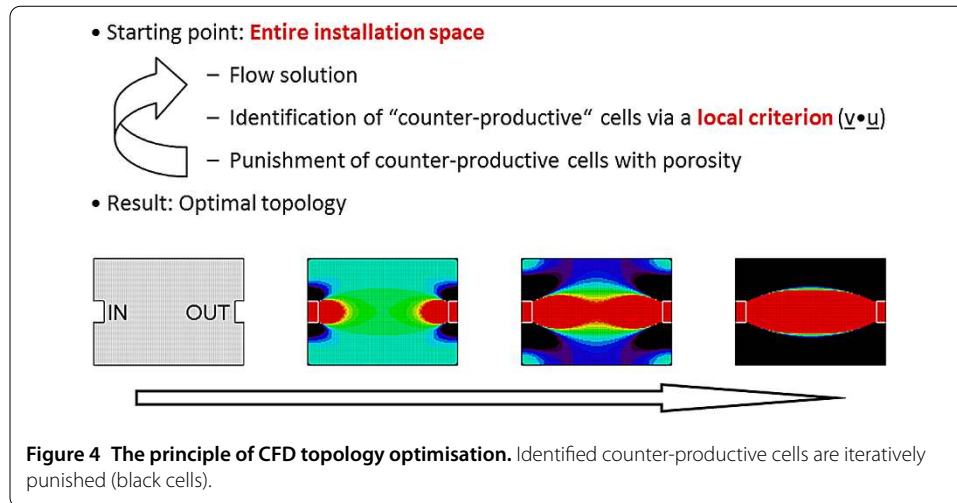 • Starting point: Entire installation space
– Flow solution
– Identification of “counter-productive“ cells via a local criterion (v•u)
– Punishment of counter-productive cells with porosity
• Result: Optimal topology
IN OUT
Figure 4 The principle of CFD topology optimisation. Identified counter-productive cells are iteratively
punished (black cells).